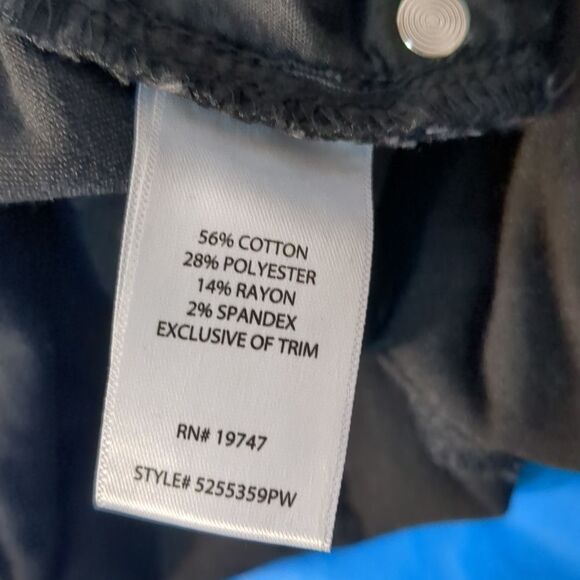 56% COTTON
28% POLYESTER
14% RAYON
2% SPANDEX
EXCLUSIVE OF TRIM
RN# 19747
STYLE# 5255359PW